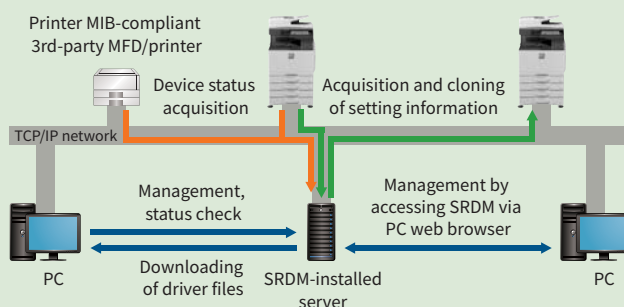 Printer MIB-compliant
3rd-party MFD/printer
Device status
acquisition
Acquisition and cloning
of setting information
TCP/IP network
Management,
status check
Management by
accessing SRDM via
PC web browser
PC
Downloading
of driver files
SRDM-installed
server
PC